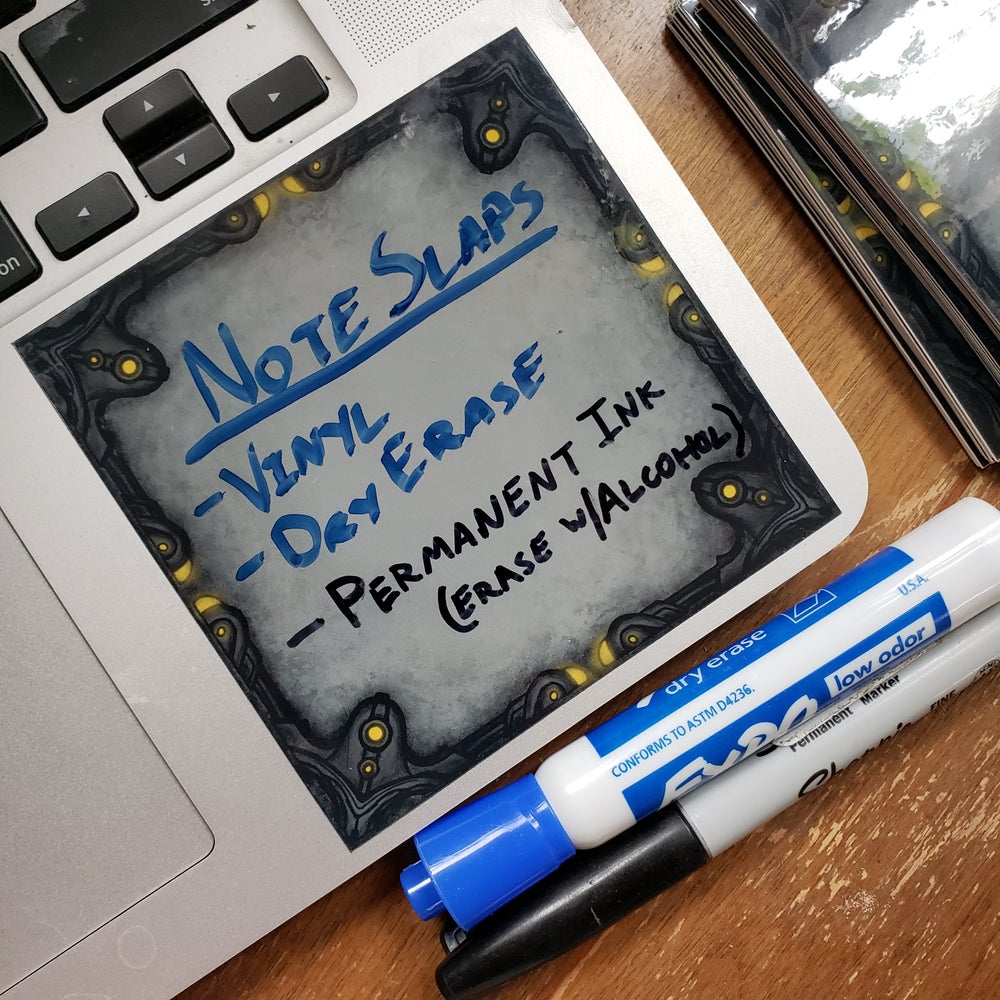 NOTE SLAPS
- VINYL
- DRY ERASE
- PERMANENT INK
(ERASE W/ALCOHOL)
dry erase
U.S.A.
CONFORMS TO ASTM D4236.
low odor
EXPO
Permanent Marker
FINE
Sharpie